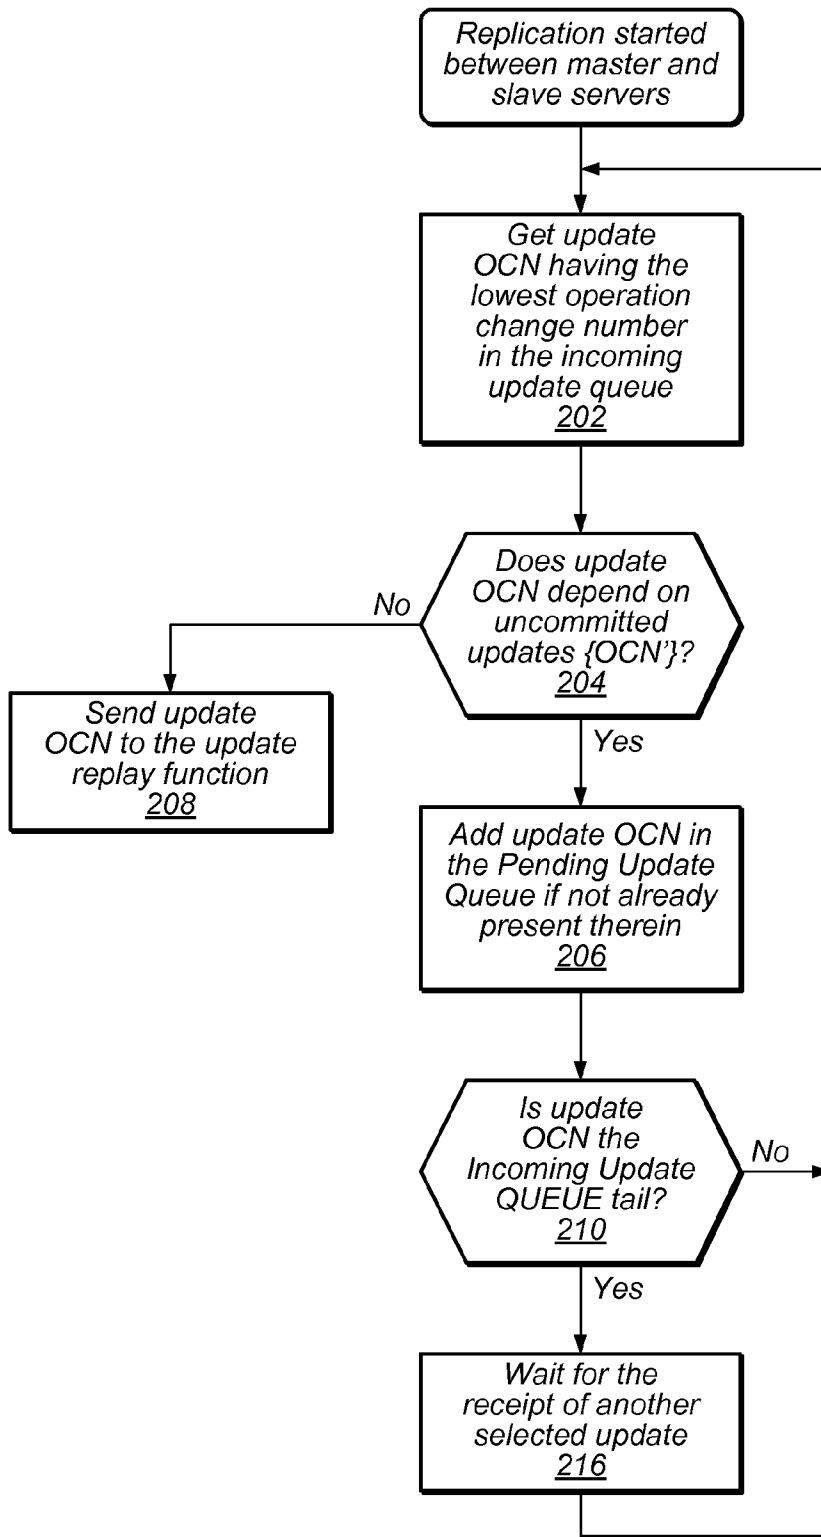 Replication started
between master and
slave servers
Get update
OCN having the
lowest operation
change number
in the incoming
update queue
202
Does update
OCN depend on
uncommitted
updates {OCN'}?
204
No
Yes
Send update
OCN to the update
replay function
208
Add update OCN in
the Pending Update
Queue if not already
present therein
206
Is update
OCN the
Incoming Update
QUEUE tail?
210
No
Yes
Wait for the
receipt of another
selected update
216